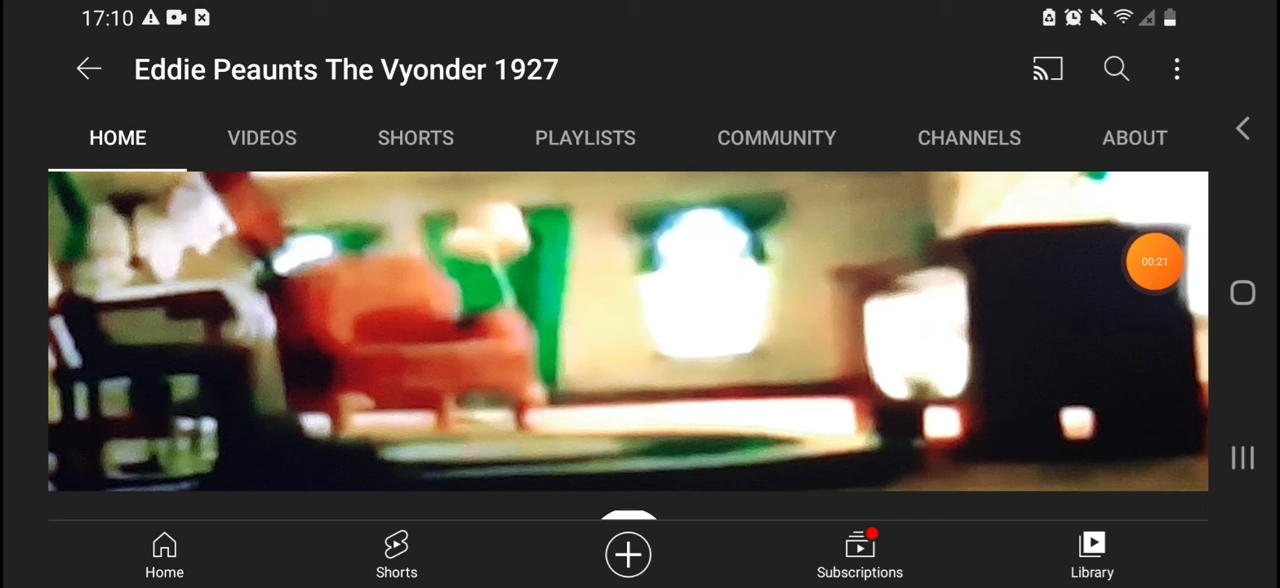 17:10
Eddie Peaunts The Vyonder 1927
HOME VIDEOS SHORTS PLAYLISTS COMMUNITY CHANNELS ABOUT
00:21
Home Shorts Subscriptions Library